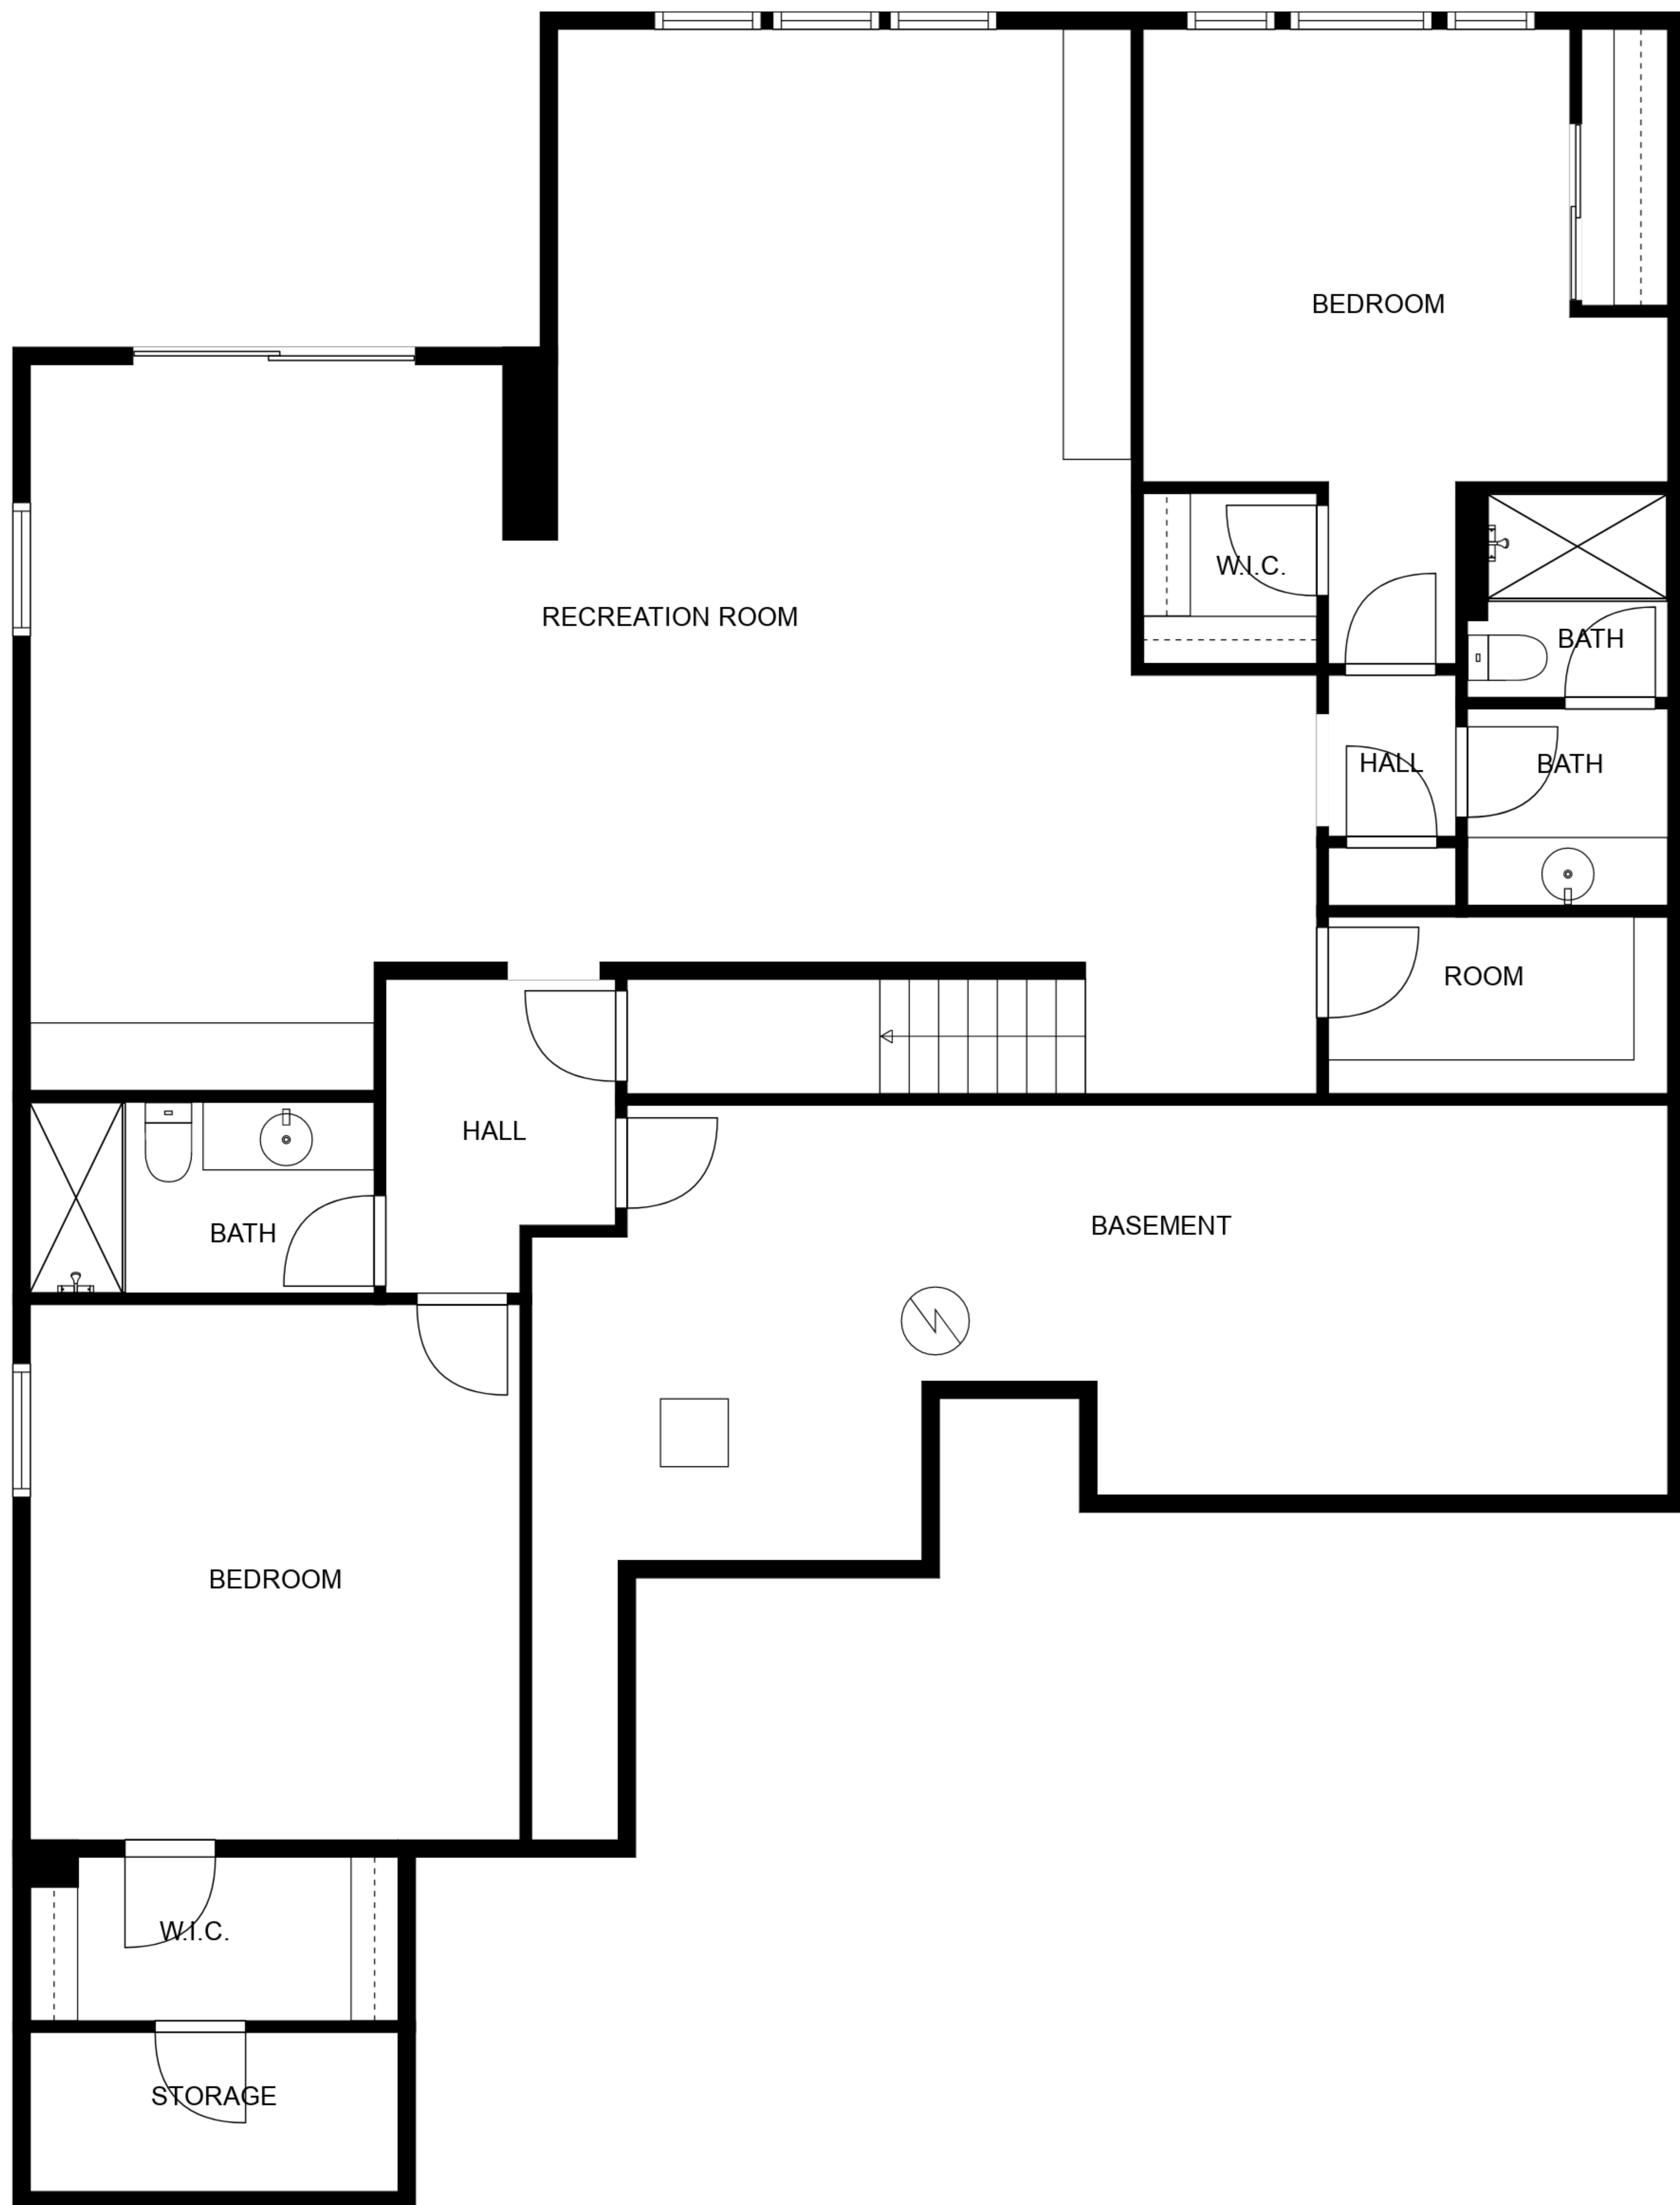 BEDROOM
W.I.C.
RECREATION ROOM
BATH
HALL
BATH
ROOM
HALL
BASEMENT
BATH
BEDROOM
W.I.C.
STORAGE